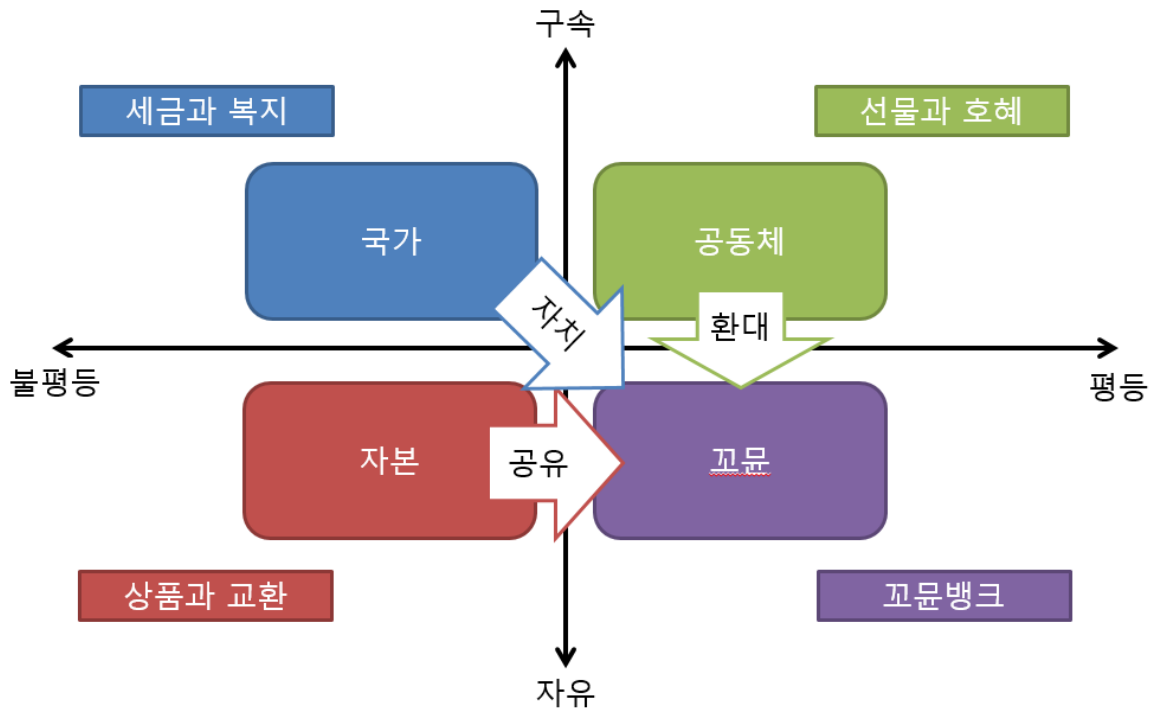 구속
세금과 복지
선물과 호혜
국가
공동체
자치
환대
불평등
평등
자본
공유
꼬뮨
상품과 교환
꼬뮨뱅크
자유